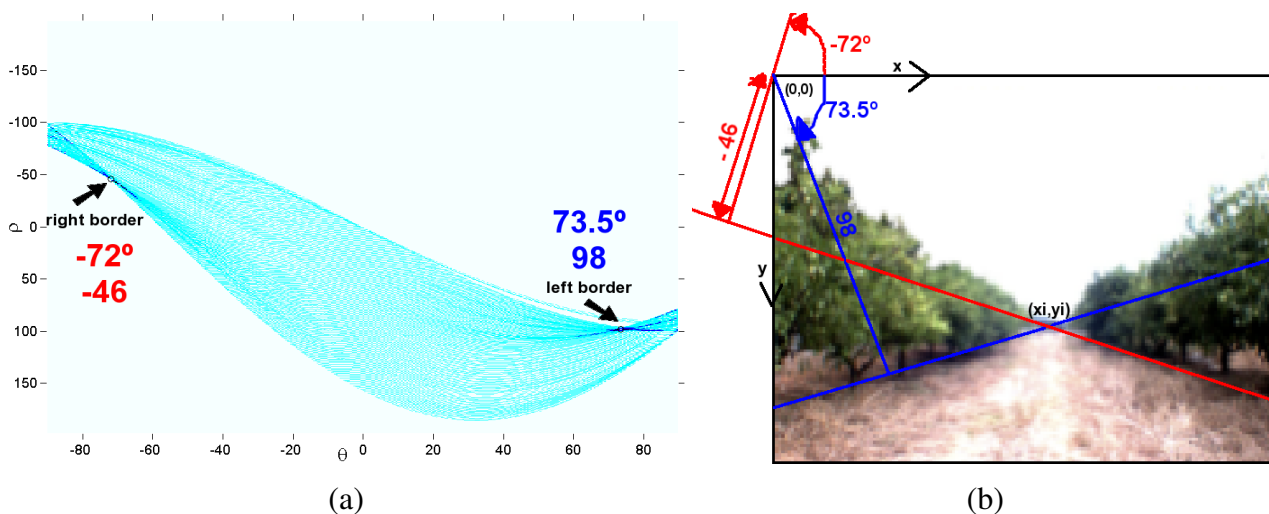 -150
-100
-50
0
50
100
150
ρ
-80
-60
-40
-20
0
20
40
60
80
θ
right border
-72º
-46
73.5º
98
left border
(a)
-72º
x
(0,0)
73.5º
- 46
98
y
(xi,yi)
(b)